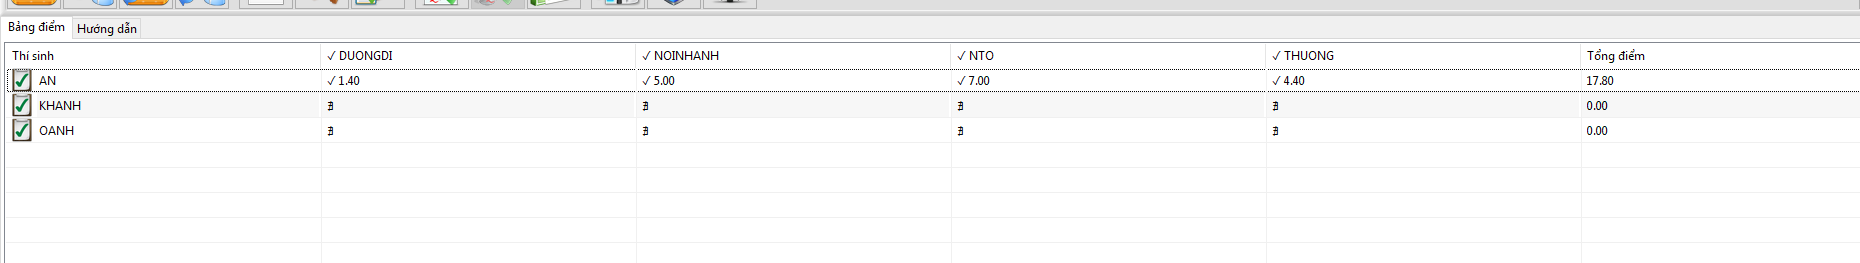 Bảng điểm Hướng dẫn
Thí sinh ✓ DUONGDI ✓ NOINHANH ✓ NTO ✓ THUONG Tổng điểm
AN ✓ 1.40 ✓ 5.00 ✓ 7.00 ✓ 4.40 17.80
KHANH ∄ ∄ ∄ ∄ 0.00
OANH ∄ ∄ ∄ ∄ 0.00